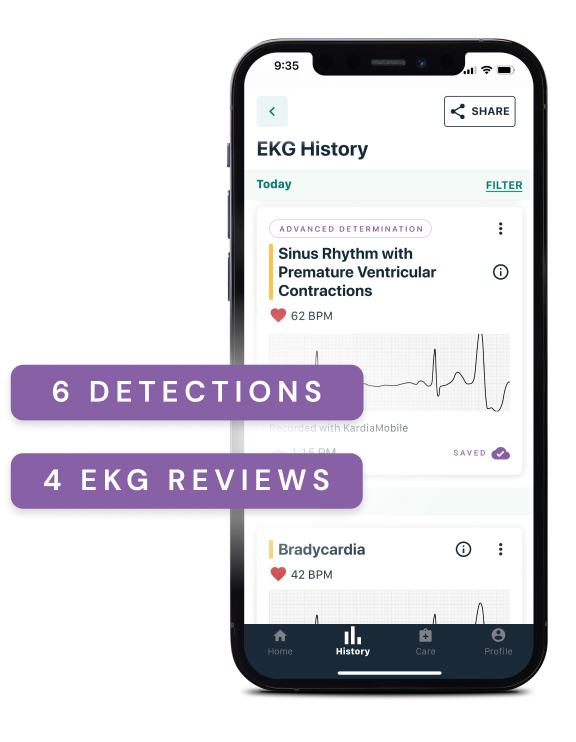 9:35
SHARE
EKG History
Today
FILTER
ADVANCED DETERMINATION
Sinus Rhythm with
Premature Ventricular
Contractions
62 BPM
6 DETECTIONS
Recorded with KardiaMobile
1:15 PM
SAVED
4 EKG REVIEWS
Bradycardia
42 BPM
Home
History
Care
Profile